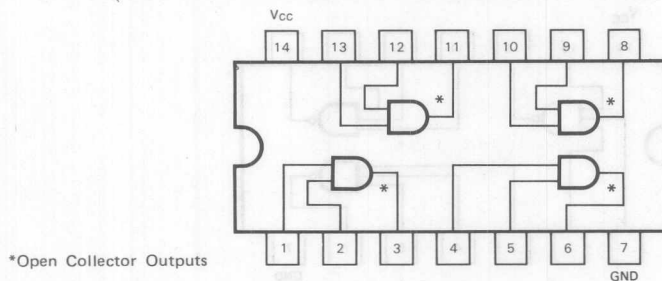 VCC
14 13 12 11 10 9 8
* *
* *
1 2 3 4 5 6 7
*Open Collector Outputs
GND